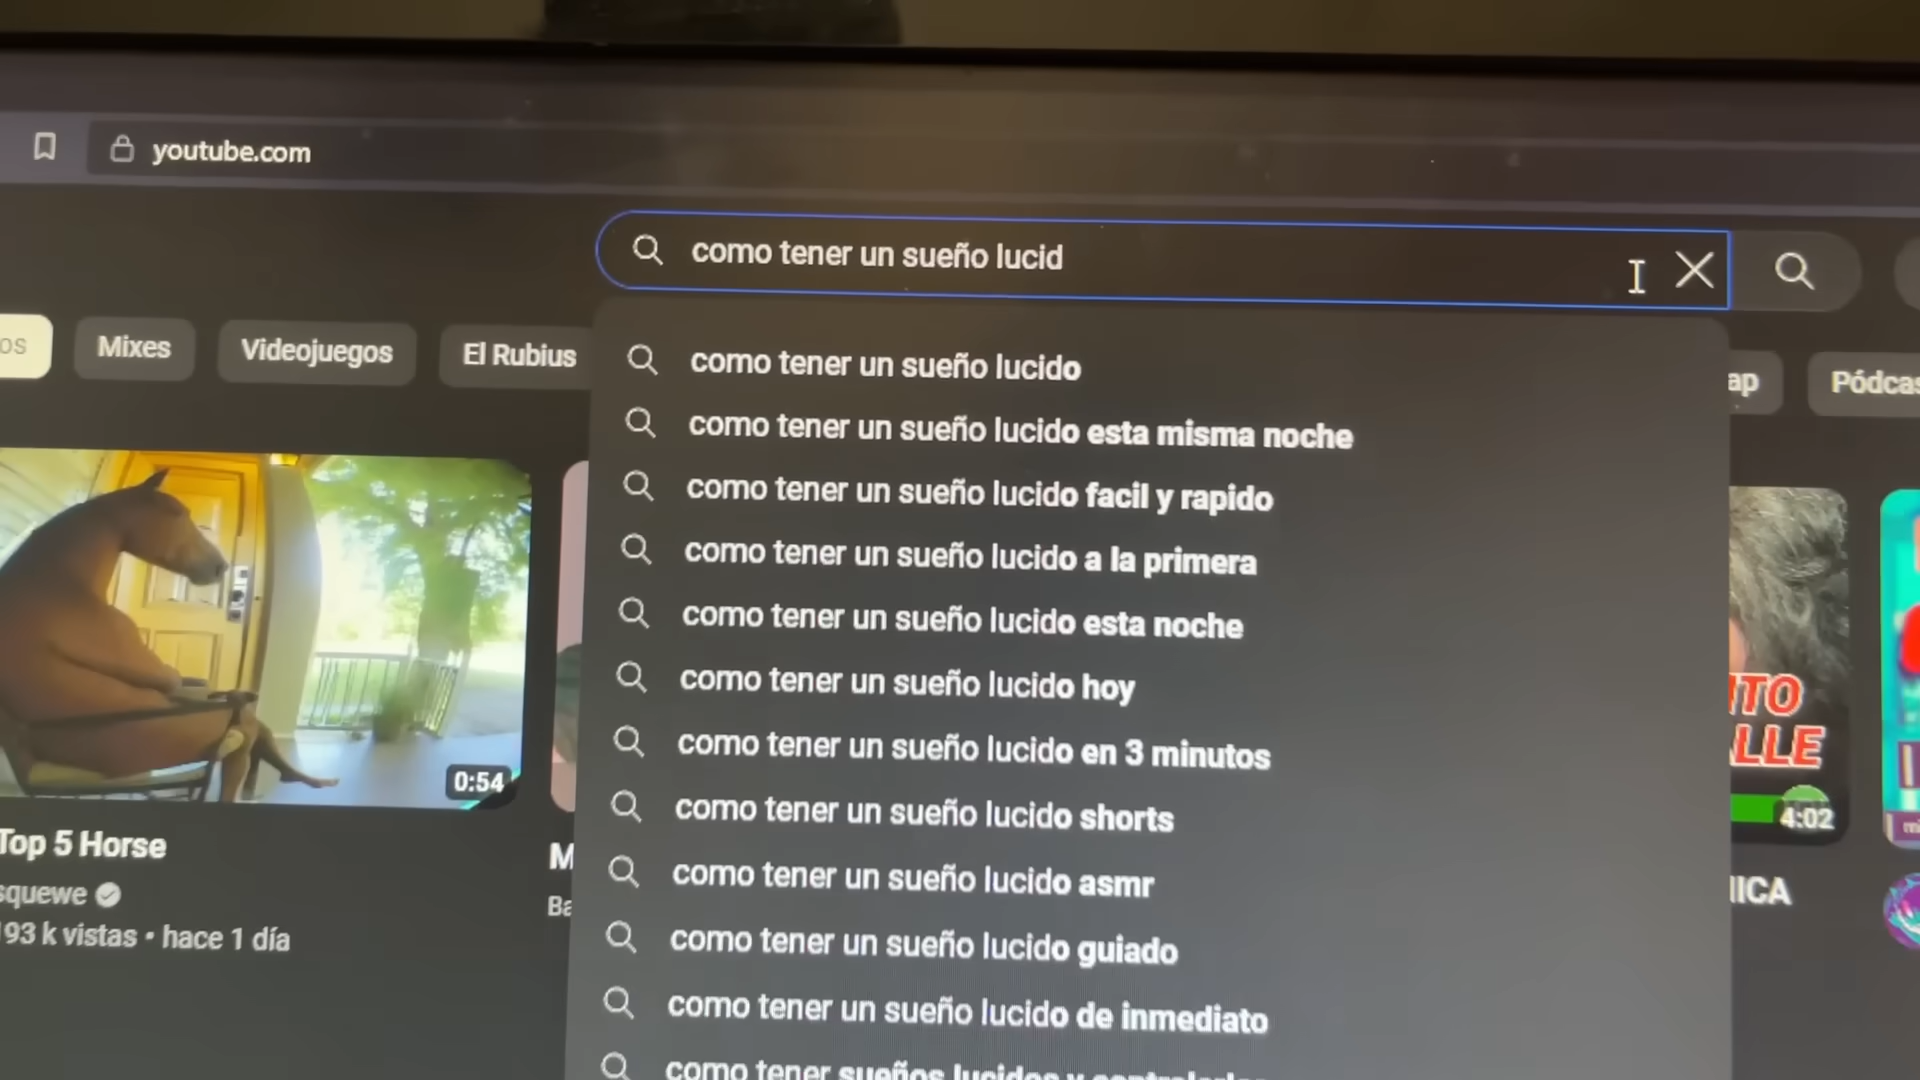 youtube.com
como tener un sueño lucid
Mixes
Videojuegos
El Rubius
Pódcas
como tener un sueño lucido
como tener un sueño lucido esta misma noche
como tener un sueño lucido facil y rapido
como tener un sueño lucido a la primera
como tener un sueño lucido esta noche
como tener un sueño lucido hoy
como tener un sueño lucido en 3 minutos
como tener un sueño lucido shorts
como tener un sueño lucido asmr
como tener un sueño lucido guiado
como tener un sueño lucido de inmediato
como tener sueños lucidos y
0:54
Top 5 Horse
squewe
93 k vistas • hace 1 día
4:02